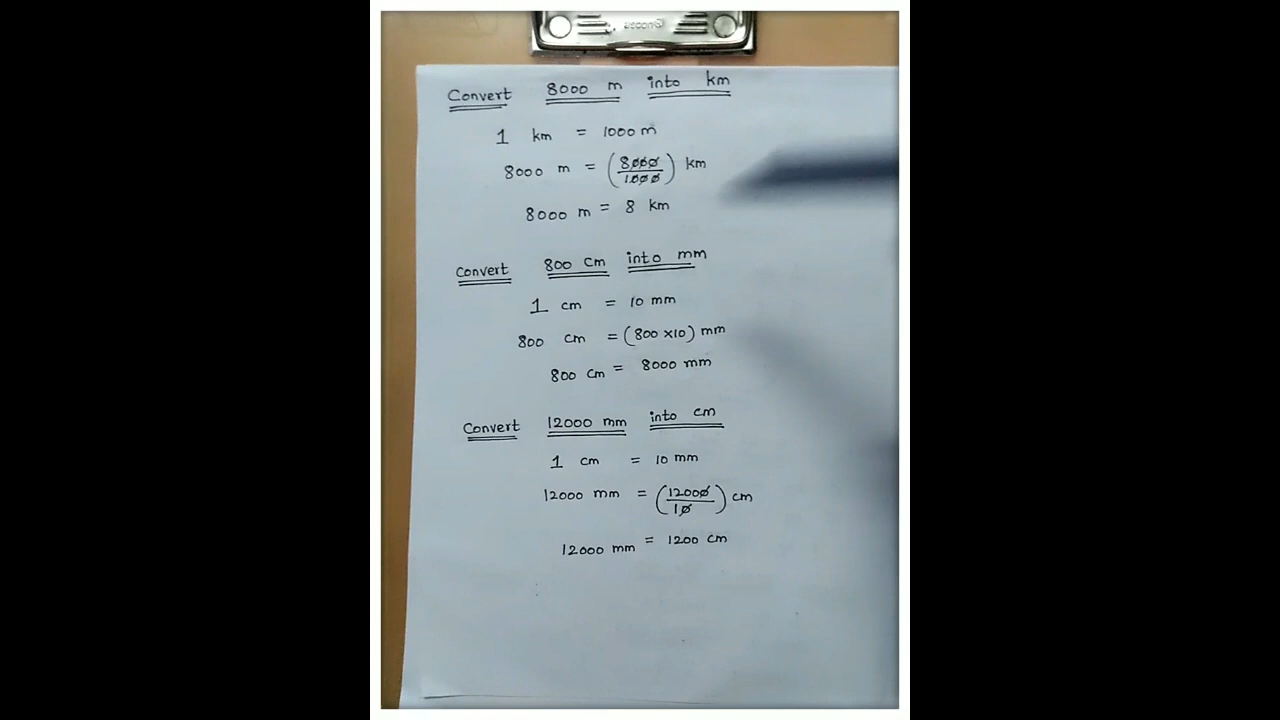 Convert 8000 m into km
1 km = 1000 m
8000 m = (8000/1000) km
8000 m = 8 km
Convert 800 cm into mm
1 cm = 10 mm
800 cm = (800 x10) mm
800 cm = 8000 mm
Convert 12000 mm into cm
1 cm = 10 mm
12000 mm = (12000/10) cm
12000 mm = 1200 cm